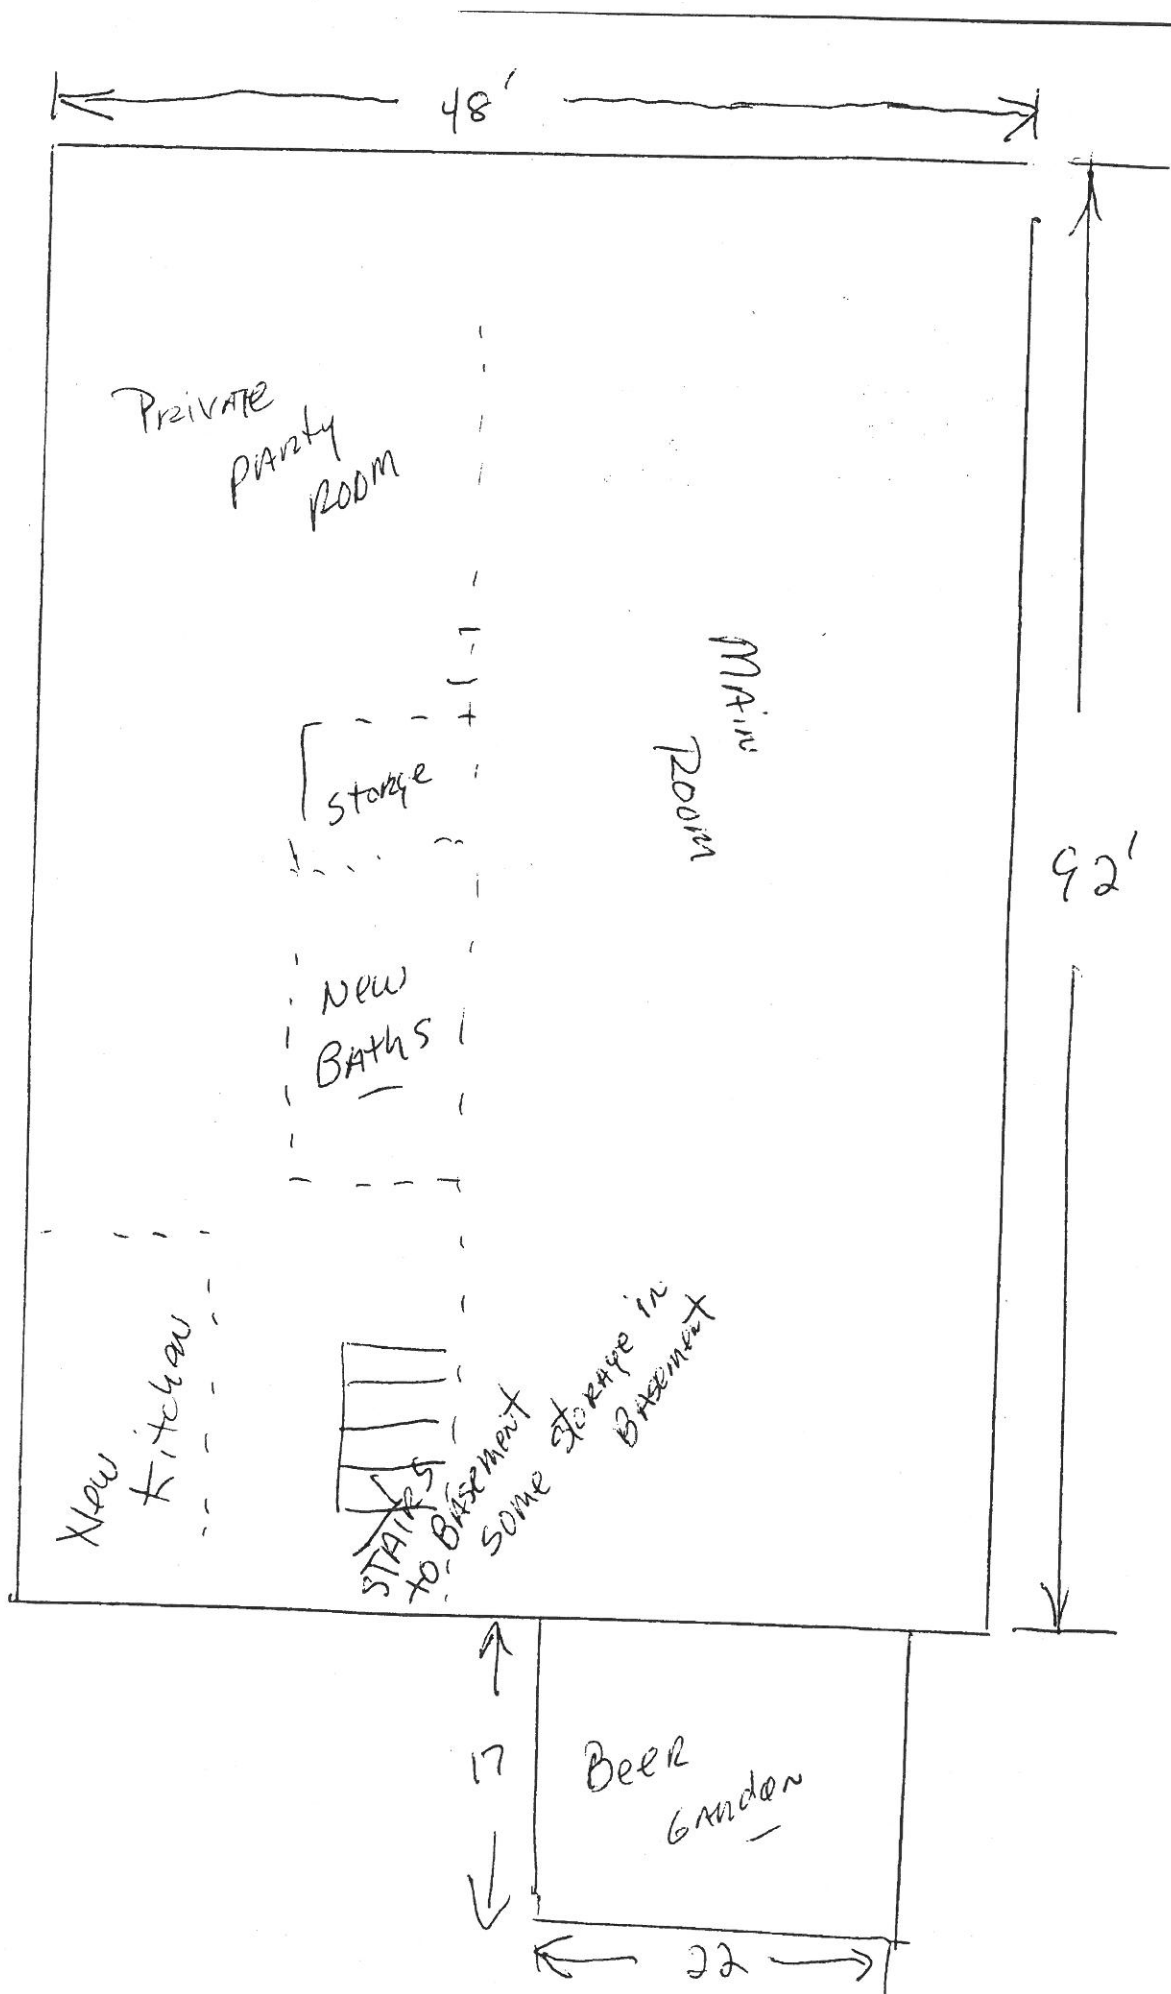 48'
Private
Party
Room
Main
Room
Storge
92'
New
Baths
New
Kitchen
Stairs
to Basement
Some Storage in
Basement
17
Beer
Garden
22